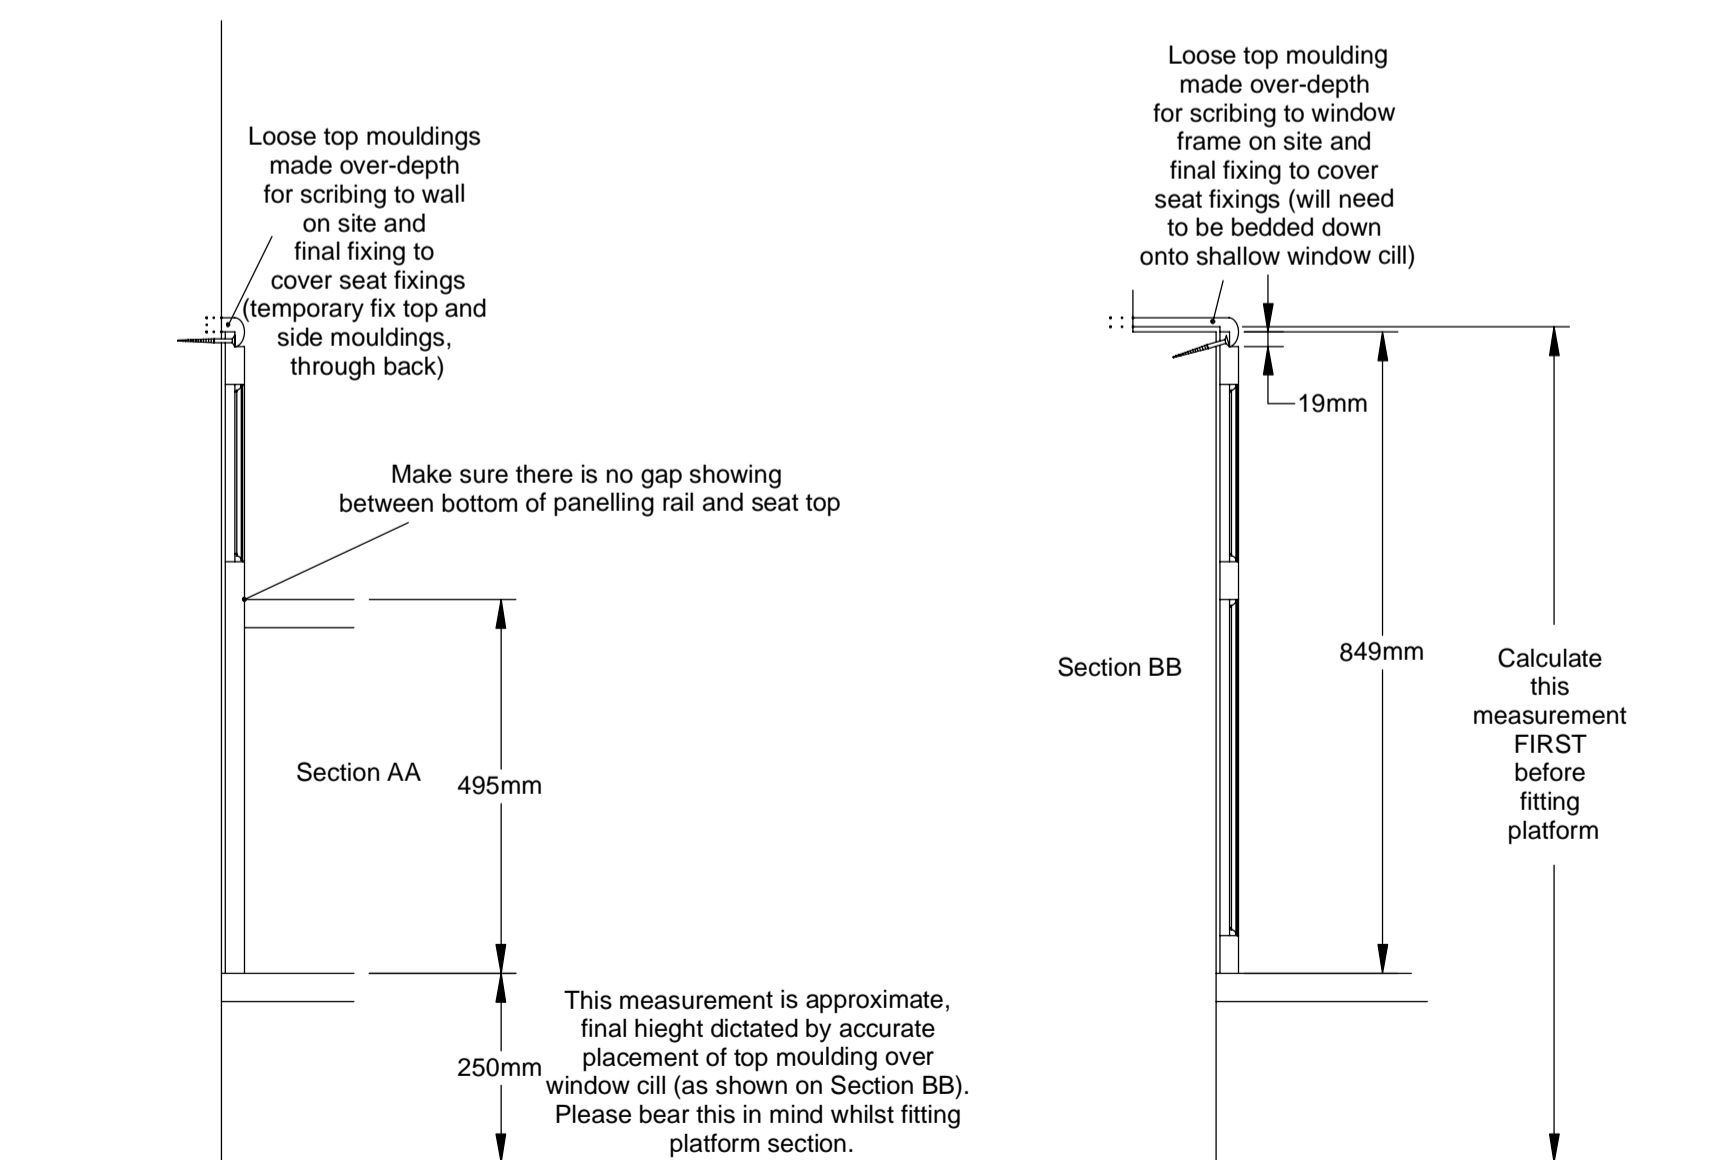 Loose top mouldings
made over-depth
for scribing to wall
on site and
final fixing to
cover seat fixings
(temporary fix top and
side mouldings,
through back)
Make sure there is no gap showing
between bottom of panelling rail and seat top
Section AA
495mm
250mm
This measurement is approximate,
final hieght dictated by accurate
placement of top moulding over
window cill (as shown on Section BB).
Please bear this in mind whilst fitting
platform section.
Loose top moulding
made over-depth
for scribing to window
frame on site and
final fixing to cover
seat fixings (will need
to be bedded down
onto shallow window cill)
19mm
Section BB
849mm
Calculate
this
measurement
FIRST
before
fitting
platform